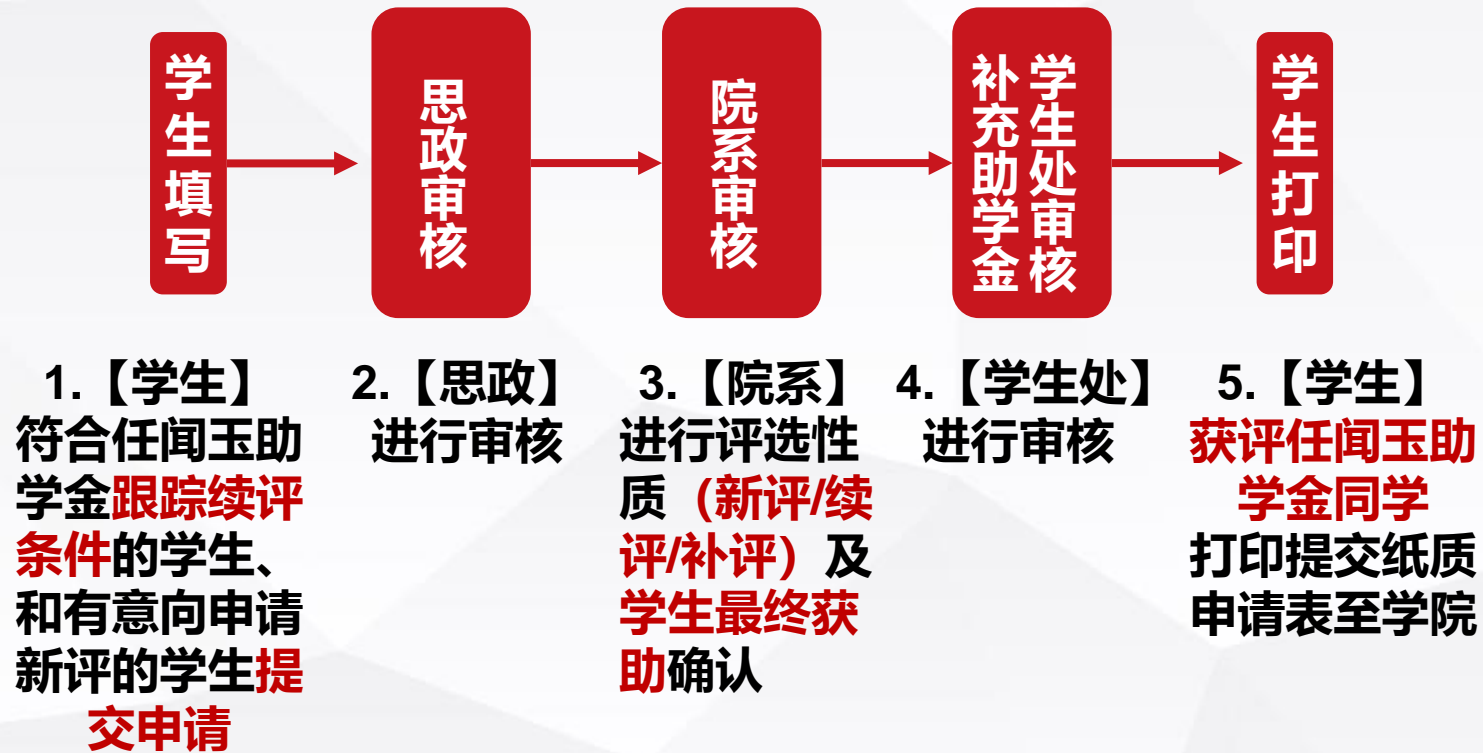 学生填写
思政审核
院系审核
学生处审核
补充助学金
学生打印
1.【学生】
符合任闻玉助
学金跟踪续评
条件的学生、
和有意向申请
新评的学生提
交申请
2.【思政】
进行审核
3.【院系】
进行评选性
质（新评/续
评/补评）及
学生最终获
助确认
4.【学生处】
进行审核
5.【学生】
获评任闻玉助
学金同学
打印提交纸质
申请表至学院